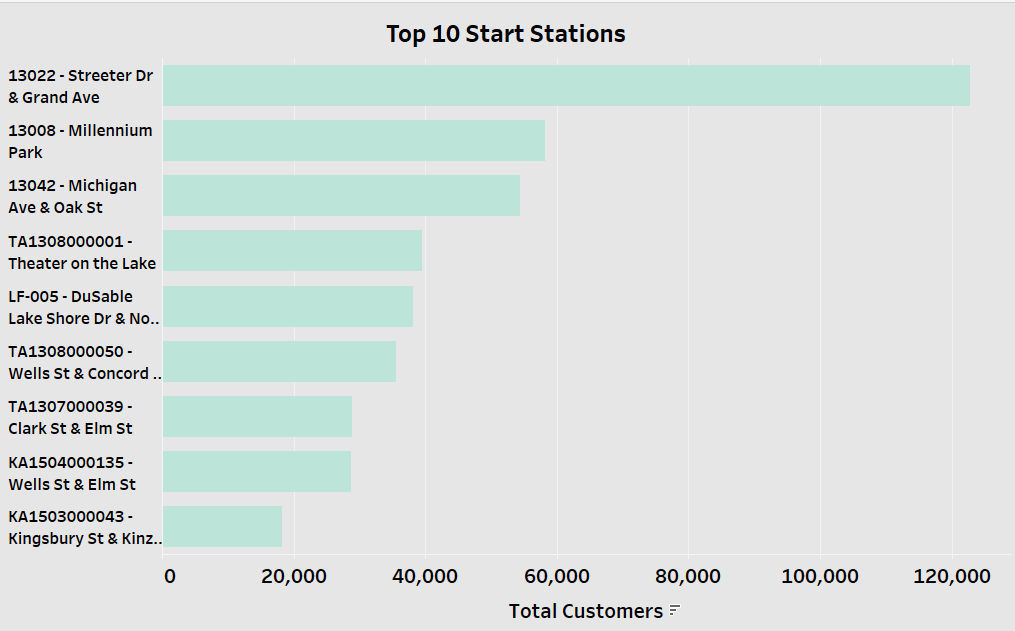 Top 10 Start Stations
13022 - Streeter Dr
& Grand Ave
13008 - Millennium
Park
13042 - Michigan
Ave & Oak St
TA1308000001 -
Theater on the Lake
LF-005 - DuSable
Lake Shore Dr & No..
TA1308000050 -
Wells St & Concord ..
TA1307000039 -
Clark St & Elm St
KA1504000135 -
Wells St & Elm St
KA1503000043 -
Kingsbury St & Kinz..
0 20,000 40,000 60,000 80,000 100,000 120,000
Total Customers